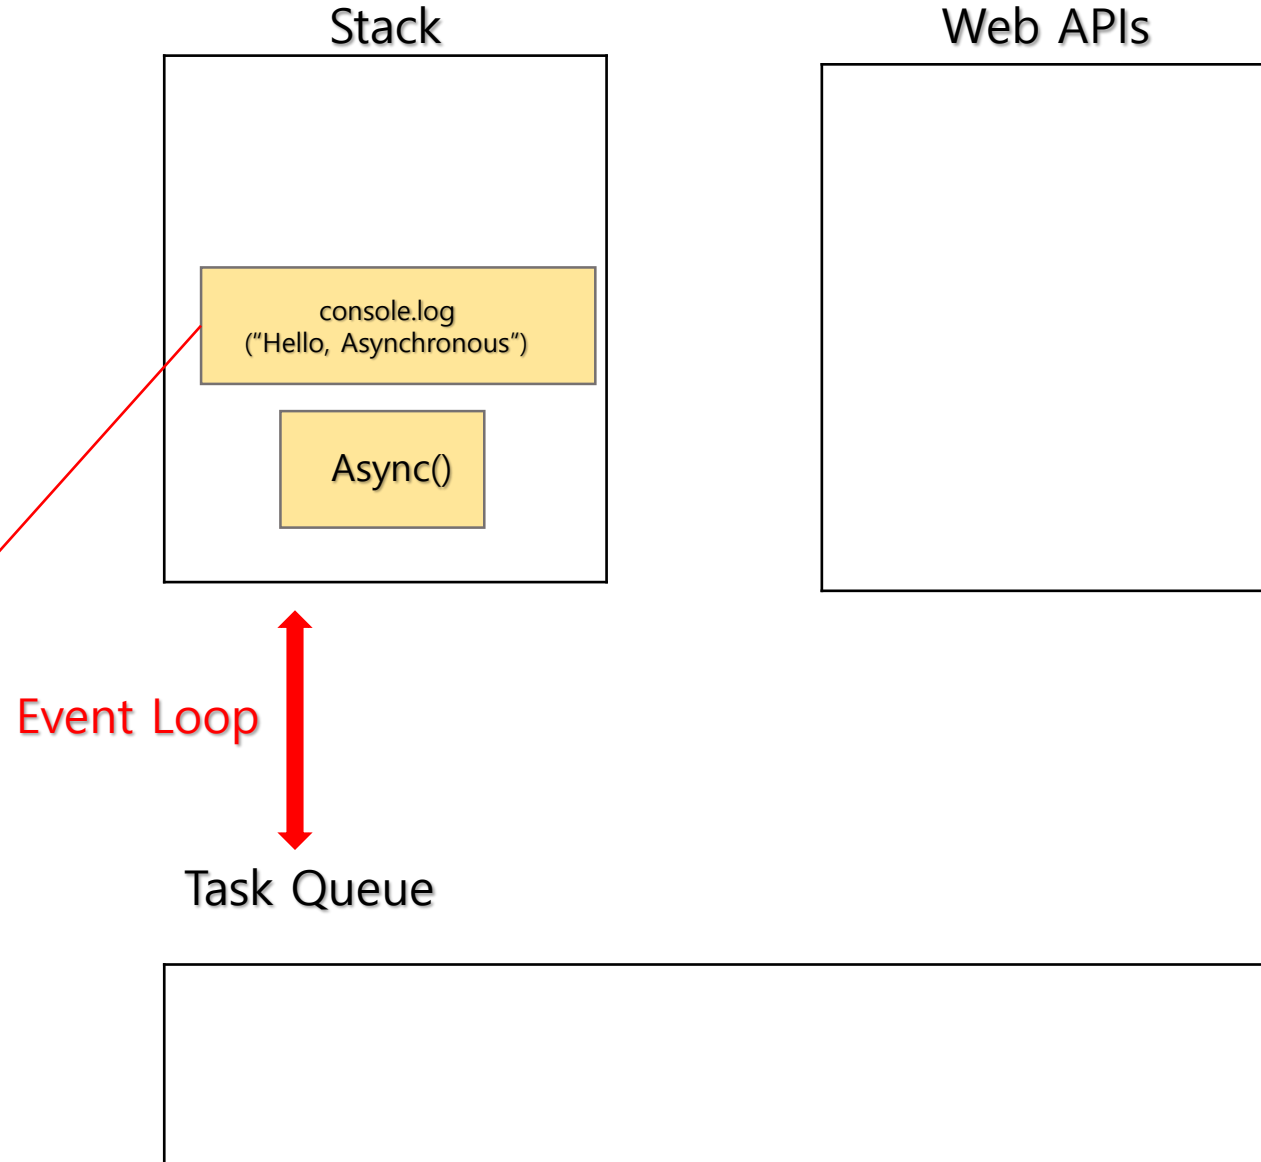 Stack
Web APIs
console.log
(“Hello, Asynchronous”)
Async()
Event Loop
Task Queue